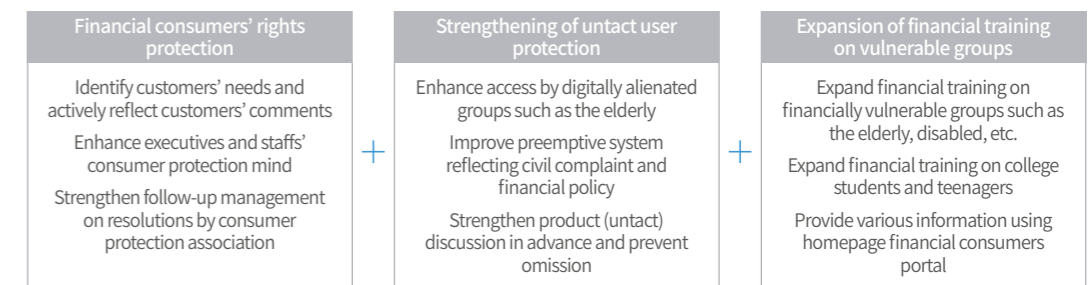 Financial consumers’ rights
protection
Identify customers’ needs and
actively reflect customers’ comments
Enhance executives and staffs’
consumer protection mind
Strengthen follow-up management
on resolutions by consumer
protection association
+
Strengthening of untact user
protection
Enhance access by digitally alienated
groups such as the elderly
Improve preemptive system
reflecting civil complaint and
financial policy
Strengthen product (untact)
discussion in advance and prevent
omission
+
Expansion of financial training
on vulnerable groups
Expand financial training on
financially vulnerable groups such as
the elderly, disabled, etc.
Expand financial training on college
students and teenagers
Provide various information using
homepage financial consumers
portal